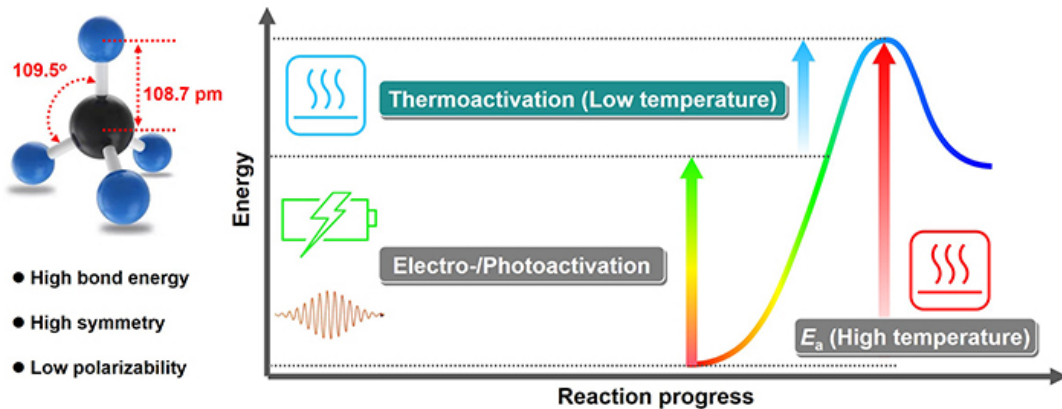 109.5º
108.7 pm
● High bond energy
● High symmetry
● Low polarizability
Energy
Thermoactivation (Low temperature)
Electro-/Photoactivation
Ea (High temperature)
Reaction progress